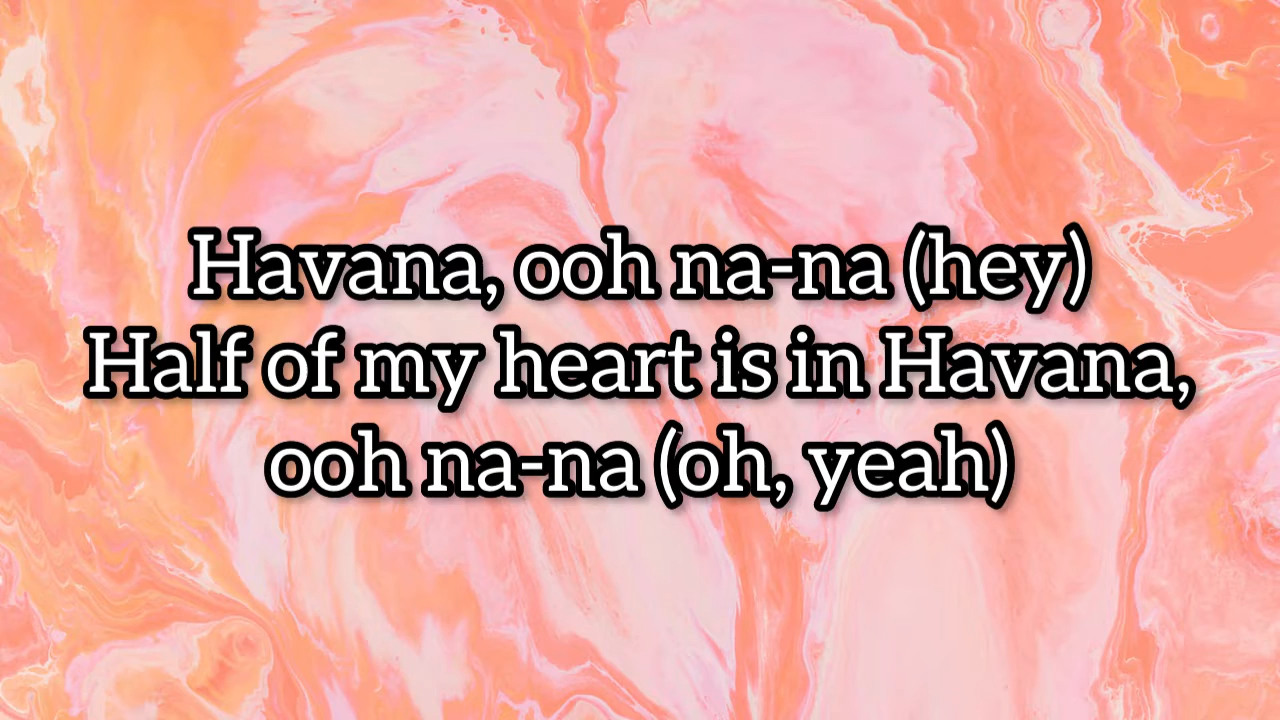 Havana, ooh na-na (hey)
Half of my heart is in Havana,
ooh na-na (oh, yeah)